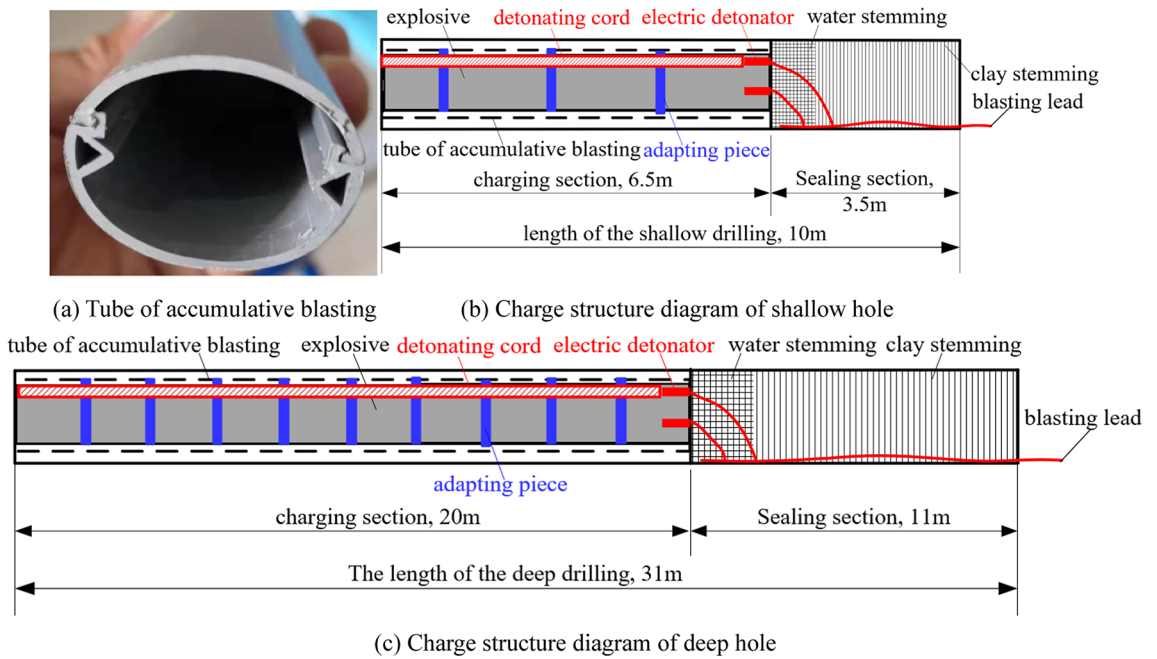 explosive detonating cord electric detonator water stemming
clay stemming
blasting lead
tube of accumulative blasting adapting piece
charging section, 6.5m
Sealing section,
3.5m
length of the shallow drilling, 10m
(a) Tube of accumulative blasting
(b) Charge structure diagram of shallow hole
tube of accumulative blasting explosive detonating cord electric detonator water stemming clay stemming
blasting lead
adapting piece
charging section, 20m
Sealing section, 11m
The length of the deep drilling, 31m
(c) Charge structure diagram of deep hole